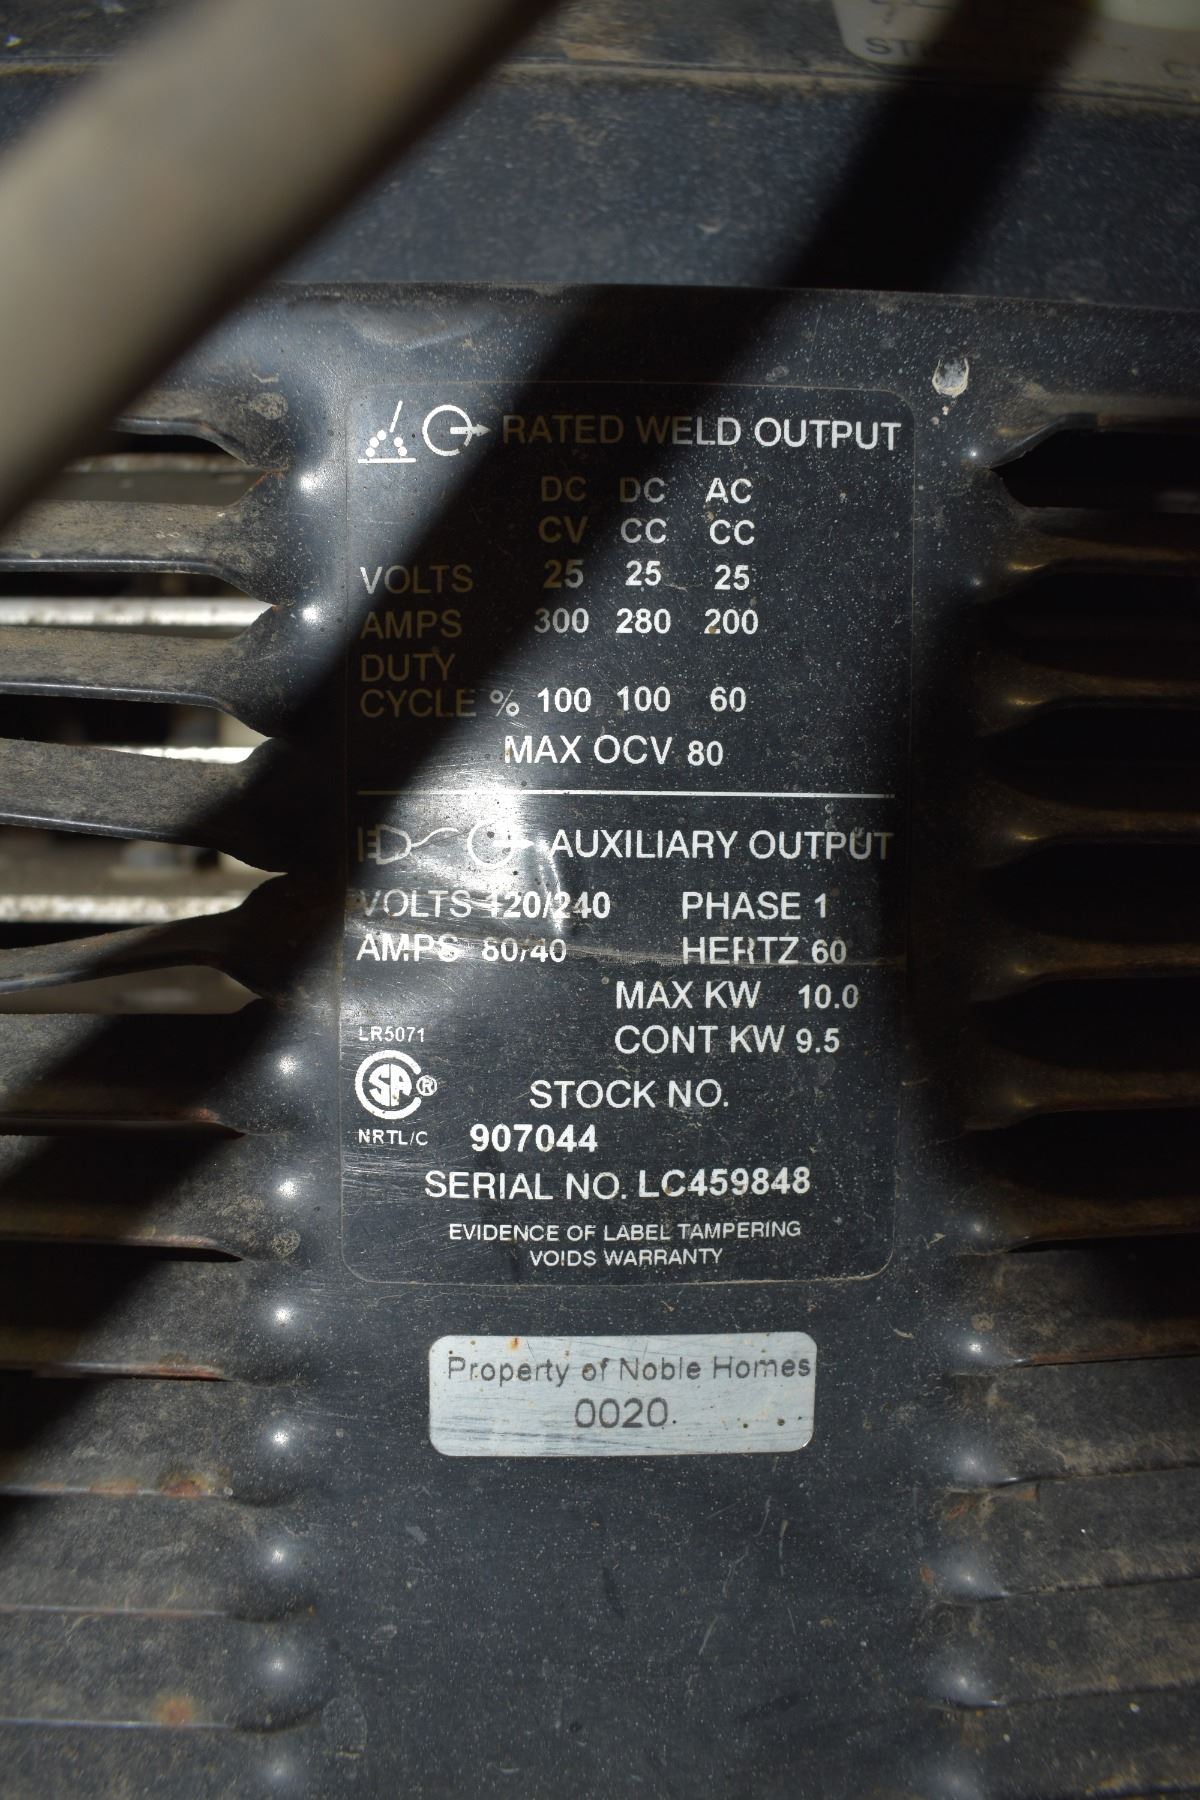 RATED WELD OUTPUT
DC DC AC
CV CC CC
VOLTS 25 25 25
AMPS 300 280 200
DUTY
CYCLE % 100 100 60
MAX OCV 80
AUXILIARY OUTPUT
VOLTS 120/240 PHASE 1
AMPS 80/40 HERTZ 60
MAX KW 10.0
CONT KW 9.5
LR5071
STOCK NO.
NRTL/C 907044
SERIAL NO. LC459848
EVIDENCE OF LABEL TAMPERING
VOIDS WARRANTY
Property of Noble Homes
0020